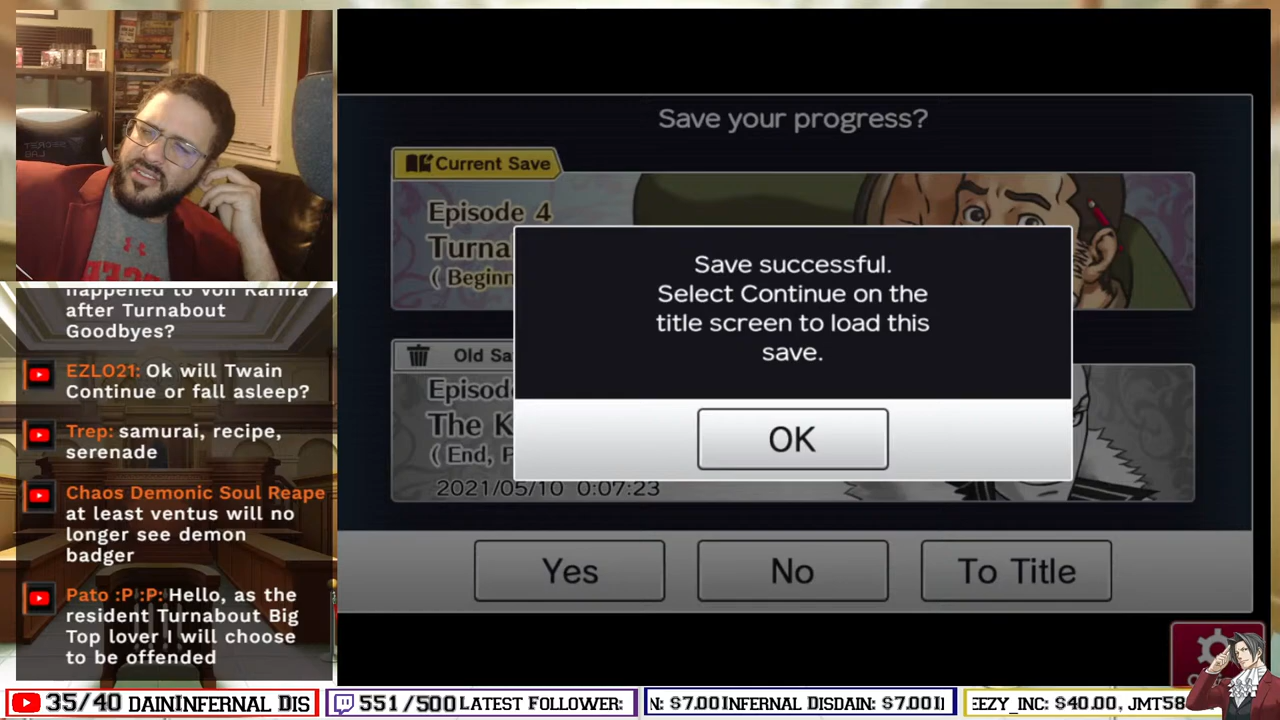 Save your progress?
Current Save
Episode 4
Turna
( Beginn
Save successful.
Select Continue on the
title screen to load this
save.
OK
Old Sa
Episod
The K
( End, P
2021/05/10 0:07:23
Yes
No
To Title
happened to von Karma
after Turnabout
Goodbyes?
EZLO21: Ok will Twain
Continue or fall asleep?
Trep: samurai, recipe,
serenade
Chaos Demonic Soul Reape
at least ventus will no
longer see demon
badger
Pato :P :P: Hello, as the
resident Turnabout Big
Top lover I will choose
to be offended
35/40 DAIN INFERNAL DIS
551/500 LATEST FOLLOWER:
N: $7.00 INFERNAL DISDAIN: $7.00 I
EEZY_INC: $40.00, JMT58